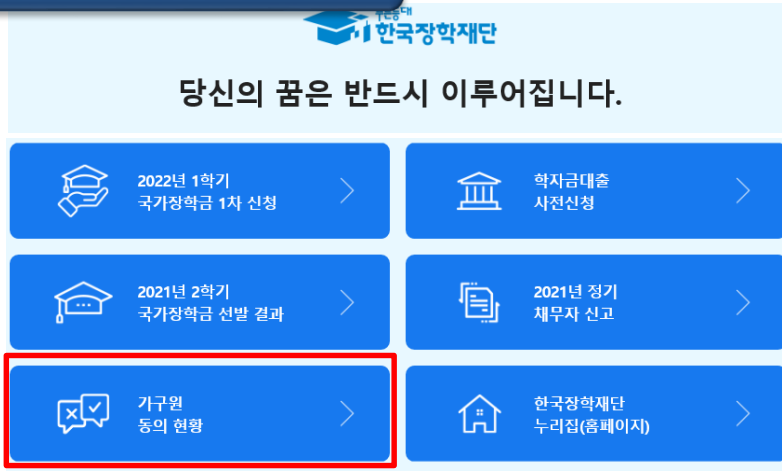 푸른등대
한국장학재단
당신의 꿈은 반드시 이루어집니다.
2022년 1학기
국가장학금 1차 신청
학자금대출
사전신청
2021년 2학기
국가장학금 선발 결과
2021년 정기
채무자 신고
가구원
동의 현황
한국장학재단
누리집(홈페이지)